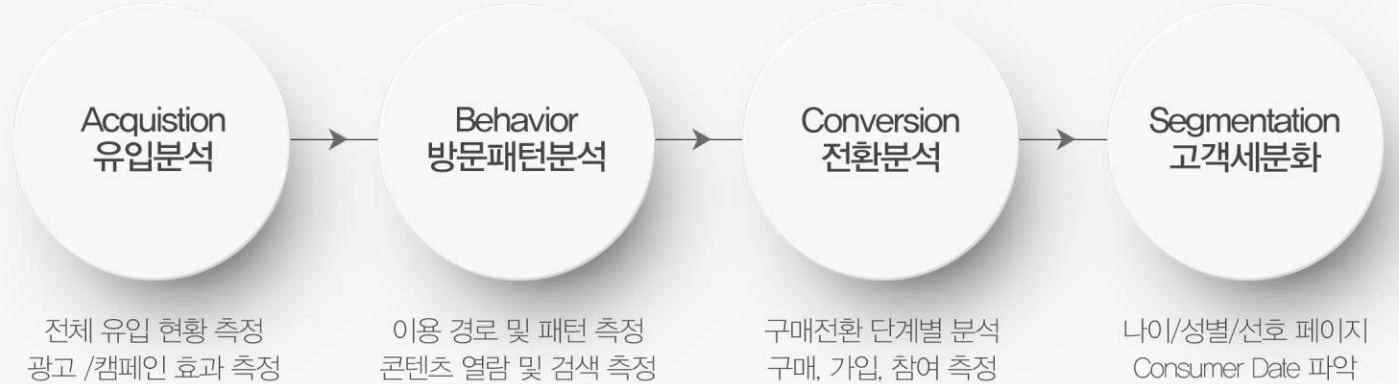 Acquistion
유입분석
Behavior
방문패턴분석
Conversion
전환분석
Segmentation
고객세분화
전체 유입 현황 측정
광고 /캠페인 효과 측정
이용 경로 및 패턴 측정
콘텐츠 열람 및 검색 측정
구매전환 단계별 분석
구매, 가입, 참여 측정
나이/성별/선호 페이지
Consumer Date 파악